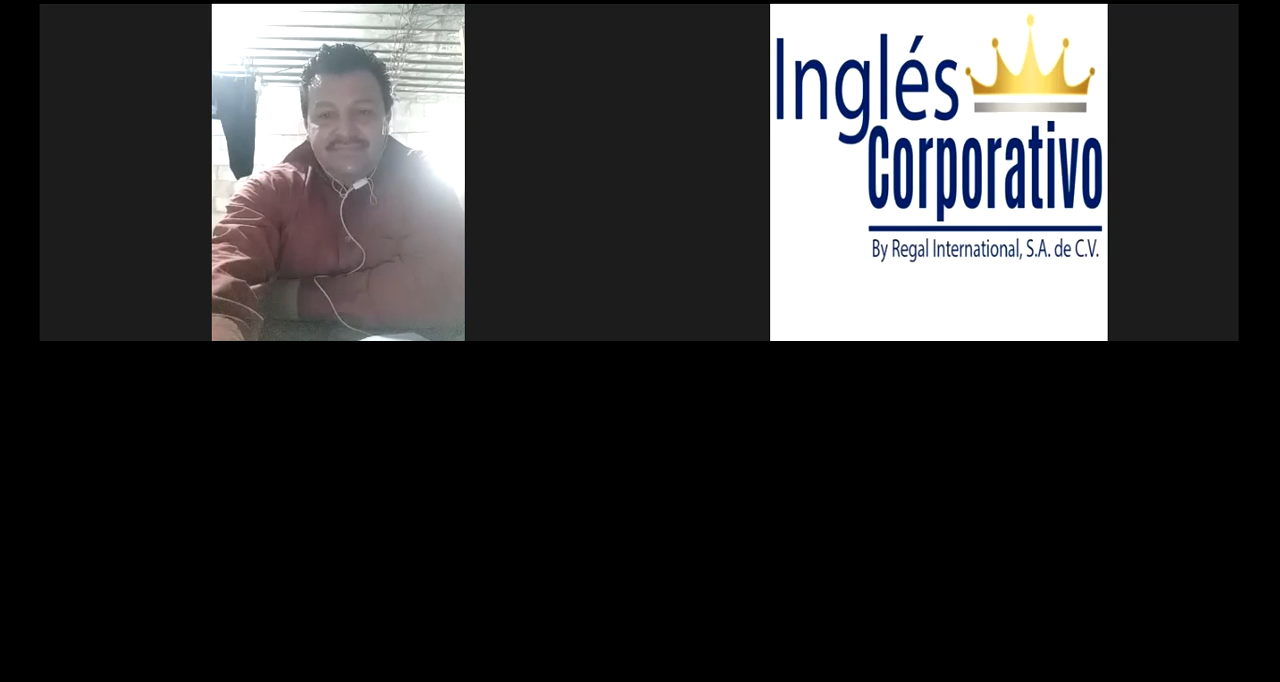 Inglés
Corporativo
By Regal International, S.A. de C.V.